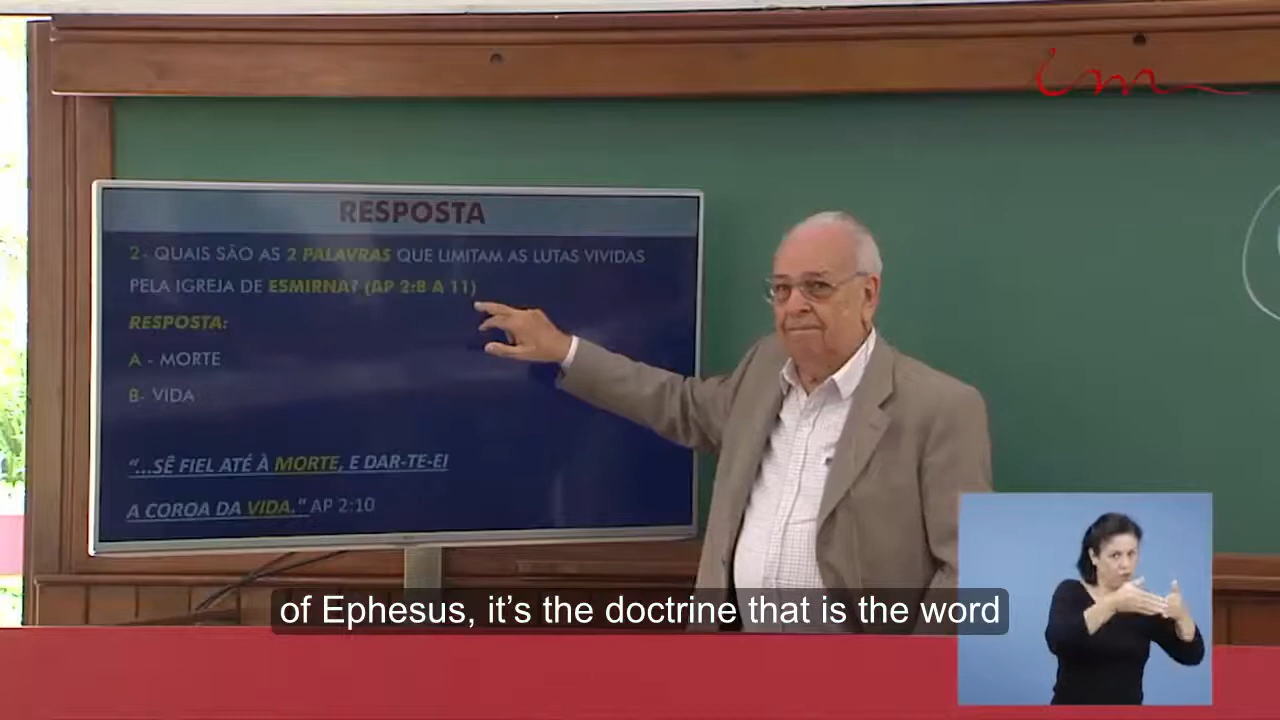 im
RESPOSTA
2- QUAIS SÃO AS 2 PALAVRAS QUE LIMITAM AS LUTAS VIVIDAS
PELA IGREJA DE ESMIRNA? (AP 2:8 A 11)
RESPOSTA:
A - MORTE
B- VIDA
“...SÊ FIEL ATÉ À MORTE, E DAR-TE-EI
A COROA DA VIDA.” AP 2:10
of Ephesus, it’s the doctrine that is the word